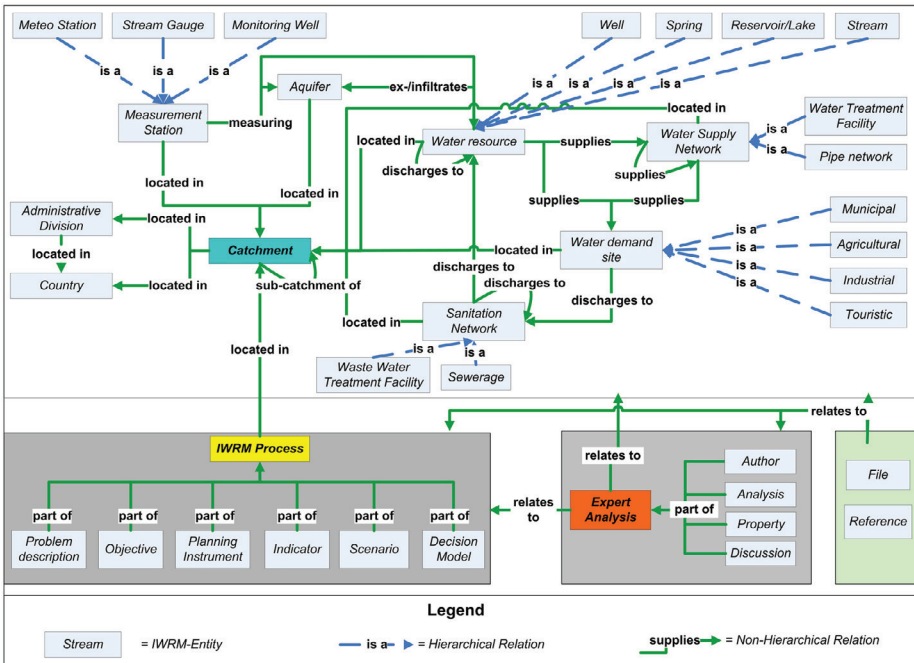 Meteo Station
Stream Gauge
Monitoring Well
Well
Spring
Reservoir/Lake
Stream
is a
is a
is a
is a
is a
is a
is a
Aquifer
ex-/infiltrates
located in
Water Treatment
Facility
Measurement
Station
measuring
located in
Water resource
supplies
Water Supply
Network
is a
is a
Pipe network
discharges to
supplies
located in
located in
supplies
supplies
Administrative
Division
located in
Municipal
located in
Catchment
located in
Water demand
site
is a
is a
is a
is a
Agricultural
Country
located in
sub-catchment of
discharges to
discharges to
discharges to
Industrial
Touristic
located in
Sanitation
Network
located in
is a
is a
Waste Water
Treatment Facility
Sewerage
relates to
IWRM Process
relates to
Author
File
part of
part of
part of
part of
part of
part of
relates
to
Expert
Analysis
part of
Analysis
Property
Discussion
Reference
Problem
description
Objective
Planning
Instrument
Indicator
Scenario
Decision
Model
Legend
Stream
= IWRM-Entity
is a
= Hierarchical Relation
supplies
= Non-Hierarchical Relation